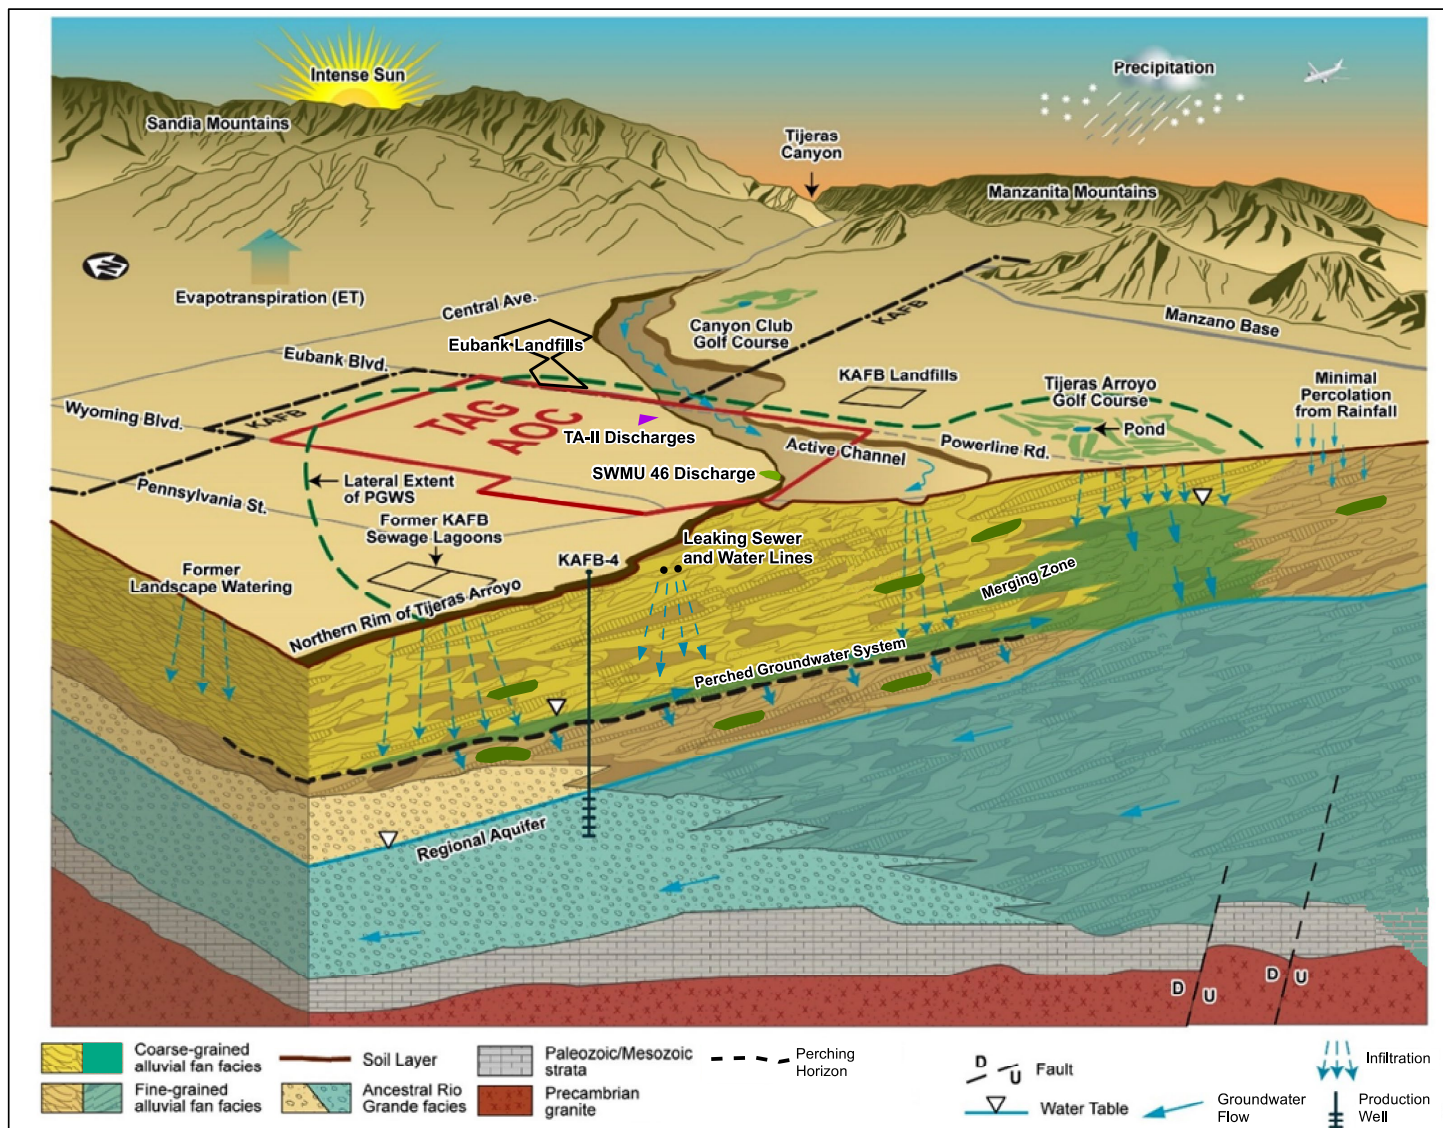 Intense Sun
Precipitation
Sandia Mountains
Tijeras
Canyon
Manzanita Mountains
N
Evapotranspiration (ET)
Central Ave.
Canyon Club
Golf Course
KAFB
Manzano Base
Eubank Landfills
Eubank Blvd.
KAFB Landfills
Tijeras Arroyo
Golf Course
Minimal
Percolation
from Rainfall
Wyoming Blvd.
KAFB
TAG
AOC
TA-II Discharges
Pond
Active Channel
Powerline Rd.
SWMU 46 Discharge
Pennsylvania St.
Lateral Extent
of PGWS
Former KAFB
Sewage Lagoons
KAFB-4
Leaking Sewer
and Water Lines
Former
Landscape Watering
Northern Rim of Tijeras Arroyo
Merging Zone
Perched Groundwater System
Regional Aquifer
D
U
D
U
Coarse-grained
alluvial fan facies
Soil Layer
Paleozoic/Mesozoic
strata
Perching
Horizon
D
U
Fault
Infiltration
Fine-grained
alluvial fan facies
Ancestral Rio
Grande facies
Precambrian
granite
Water Table
Groundwater
Flow
Production
Well